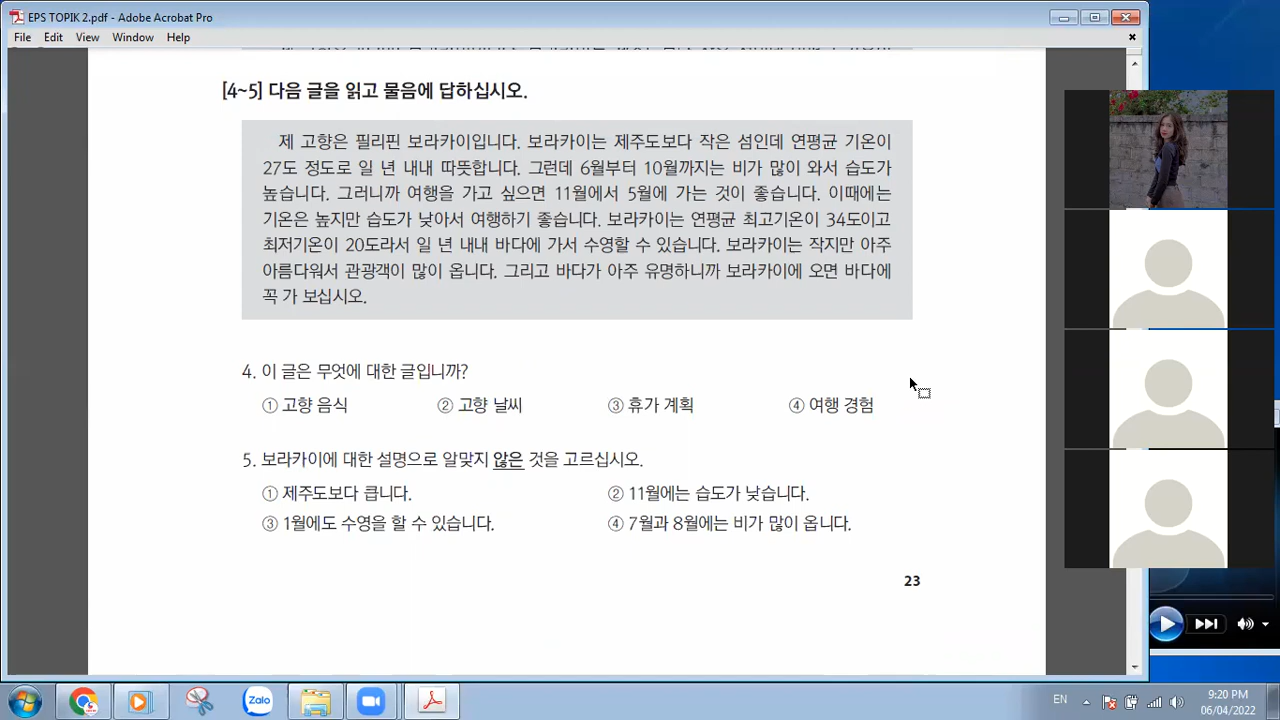 EPS TOPIK 2.pdf - Adobe Acrobat Pro
File Edit View Window Help
[4~5] 다음 글을 읽고 물음에 답하십시오.
제 고향은 필리핀 보라카이입니다. 보라카이는 제주도보다 작은 섬인데 연평균 기온이
27도 정도로 일 년 내내 따뜻합니다. 그런데 6월부터 10월까지는 비가 많이 와서 습도가
높습니다. 그러니까 여행을 가고 싶으면 11월에서 5월에 가는 것이 좋습니다. 이때에는
기온은 높지만 습도가 낮아서 여행하기 좋습니다. 보라카이는 연평균 최고기온이 34도이고
최저기온이 20도라서 일 년 내내 바다에 가서 수영할 수 있습니다. 보라카이는 작지만 아주
아름다워서 관광객이 많이 옵니다. 그리고 바다가 아주 유명하니까 보라카이에 오면 바다에
꼭 가 보십시오.
4. 이 글은 무엇에 대한 글입니까?
① 고향 음식 ② 고향 날씨 ③ 휴가 계획 ④ 여행 경험
5. 보라카이에 대한 설명으로 알맞지 않은 것을 고르십시오.
① 제주도보다 큽니다. ② 11월에는 습도가 낮습니다.
③ 1월에도 수영을 할 수 있습니다. ④ 7월과 8월에는 비가 많이 옵니다.
23
Zalo
EN
9:20 PM
06/04/2022